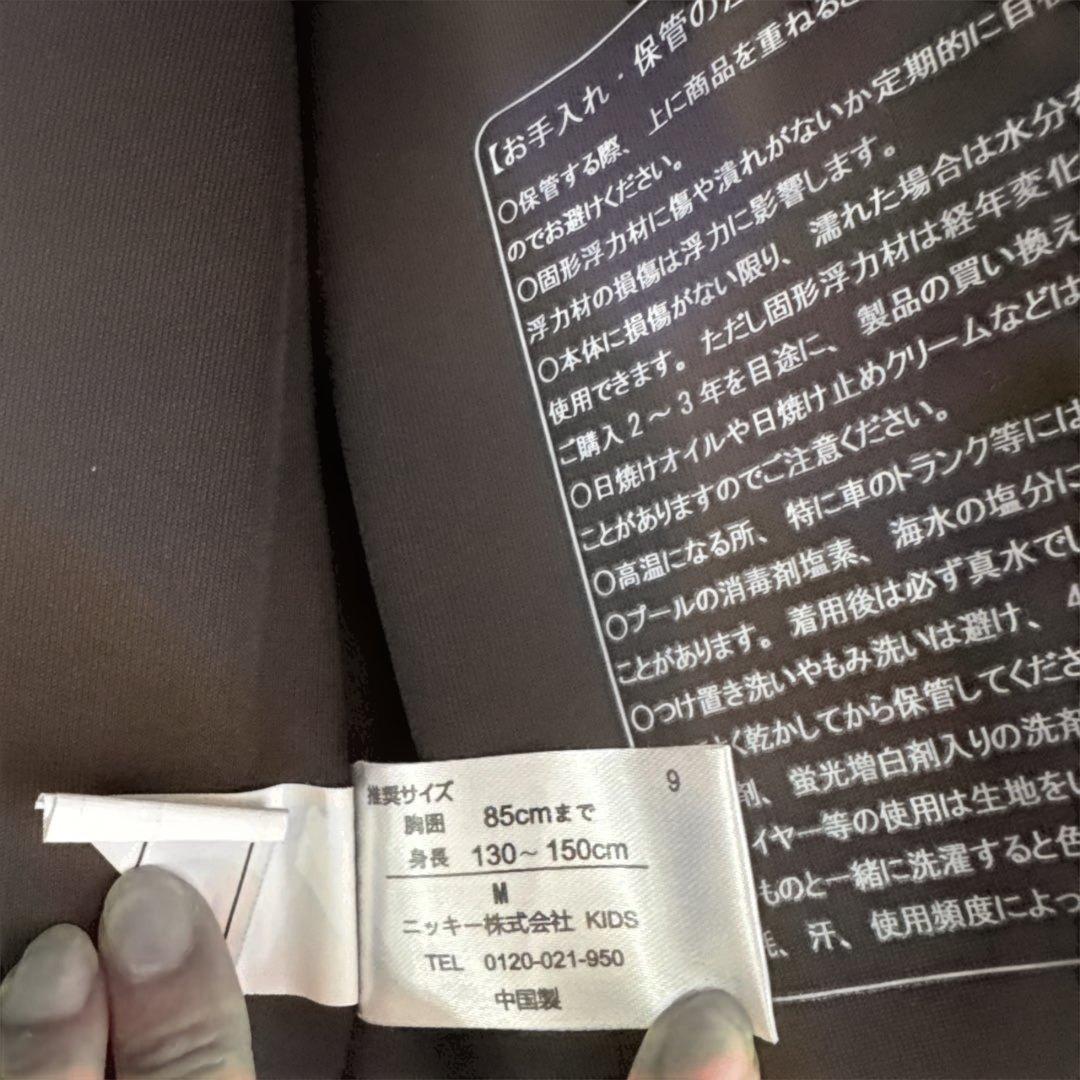 【お手入れ・保管の
○保管する際、上に商品を重ねる
のでお避けください。
○固形浮力材に傷や潰れがないか定期的に目
浮力材の損傷は浮力に影響します。
○本体に損傷がない限り、濡れた場合は水分
使用できます。ただし固形浮力材は経年変化
ご購入2～3年を目途に、製品の買い換え
○日焼けオイルや日焼け止めクリームなどは
ことがありますのでご注意ください。
○高温になる所、特に車のトランク等には
○プールの消毒剤塩素、海水の塩分に
ことがあります。着用後は必ず真水で
○つけ置き洗いやもみ洗いは避け、4
く乾かしてから保管してくださ
剤、蛍光増白剤入りの洗剤
イヤー等の使用は生地を
ものと一緒に洗濯すると色
汗、使用頻度によっ
推奨サイズ 9
胸囲 85cmまで
身長 130～150cm
M
ニッキー株式会社 KIDS
TEL 0120-021-950
中国製